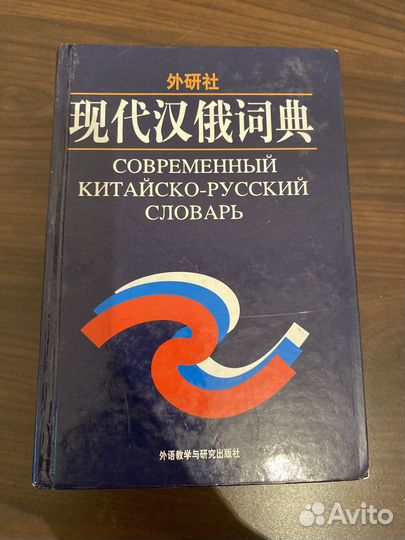 外研社
现代汉俄词典
СОВРЕМЕННЫЙ
КИТАЙСКО-РУССКИЙ
СЛОВАРЬ
外语教学与研究出版社
Avito